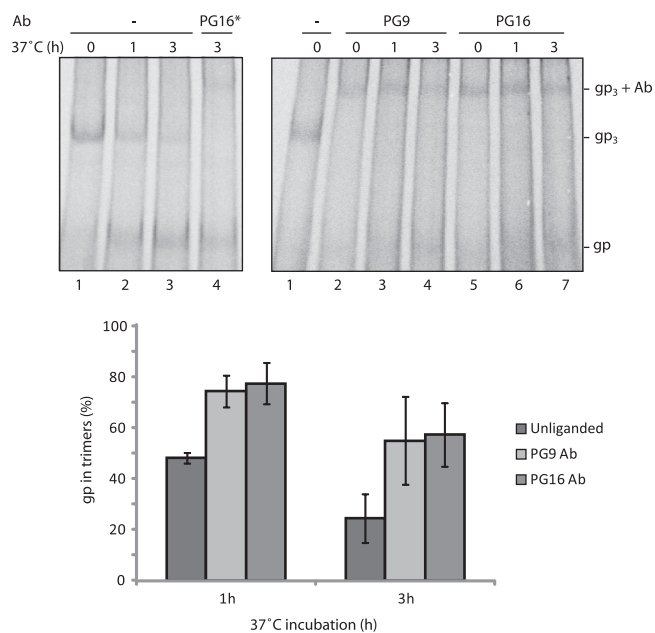 Ab - PG16* - PG9 PG16
37˚C (h) 0 1 3 3 0 0 1 3 0 1 3
gp3 + Ab
gp3
gp
1 2 3 4 1 2 3 4 5 6 7
100
80
60
40
20
0
gp in trimers (%)
Unliganded
PG9 Ab
PG16 Ab
1h 3h
37˚C incubation (h)